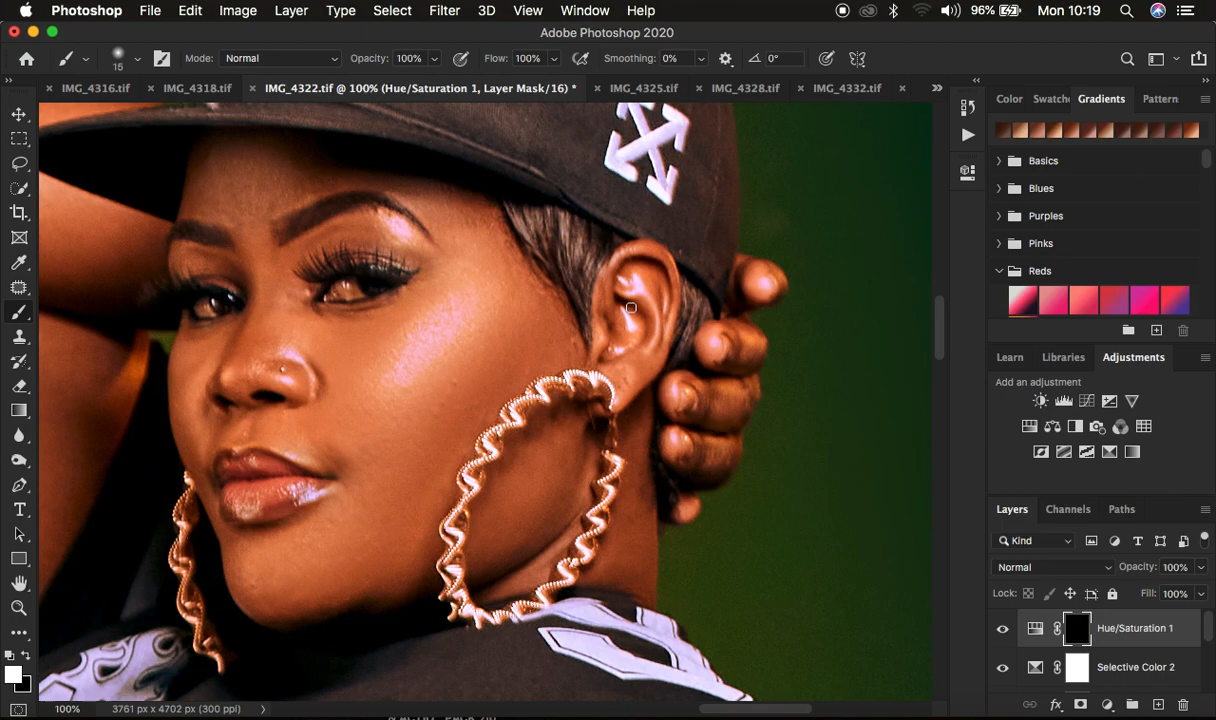 Photoshop File Edit Image Layer Type Select Filter 3D View Window Help 96% Mon 10:19
Adobe Photoshop 2020
15 Mode: Normal Opacity: 100% Flow: 100% Smoothing: 0% 0°
IMG_4316.tif IMG_4318.tif IMG_4322.tif @ 100% (Hue/Saturation 1, Layer Mask/16) * IMG_4325.tif IMG_4328.tif IMG_4332.tif
Color Swatche Gradients Pattern
Basics
Blues
Purples
Pinks
Reds
Learn Libraries Adjustments
Add an adjustment
Layers Channels Paths
Kind
Normal Opacity: 100%
Lock: Fill: 100%
Hue/Saturation 1
Selective Color 2
100% 3761 px x 4702 px (300 ppi)